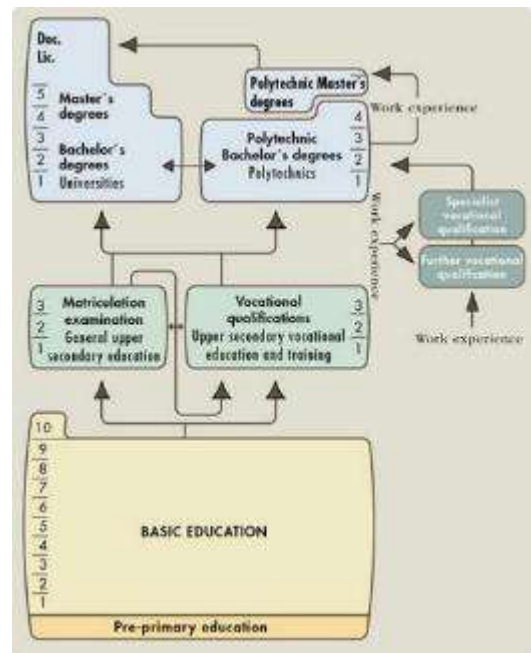 Doc.
Lic.
5
4
3
2
1
Master's
degrees
Bachelor's
degrees
Universities
Polytechnic Master's
degrees
Work experience
Polytechnic
Bachelor's degrees
Polytechnics
4
3
2
1
Work experience
Specialist
vocational
qualification
Further vocational
qualification
Work experience
3
2
1
Matriculation
examination
General upper
secondary education
Vocational
qualifications
Upper secondary vocational
education and training
3
2
1
10
9
8
7
6
5
4
3
2
1
BASIC EDUCATION
Pre-primary education